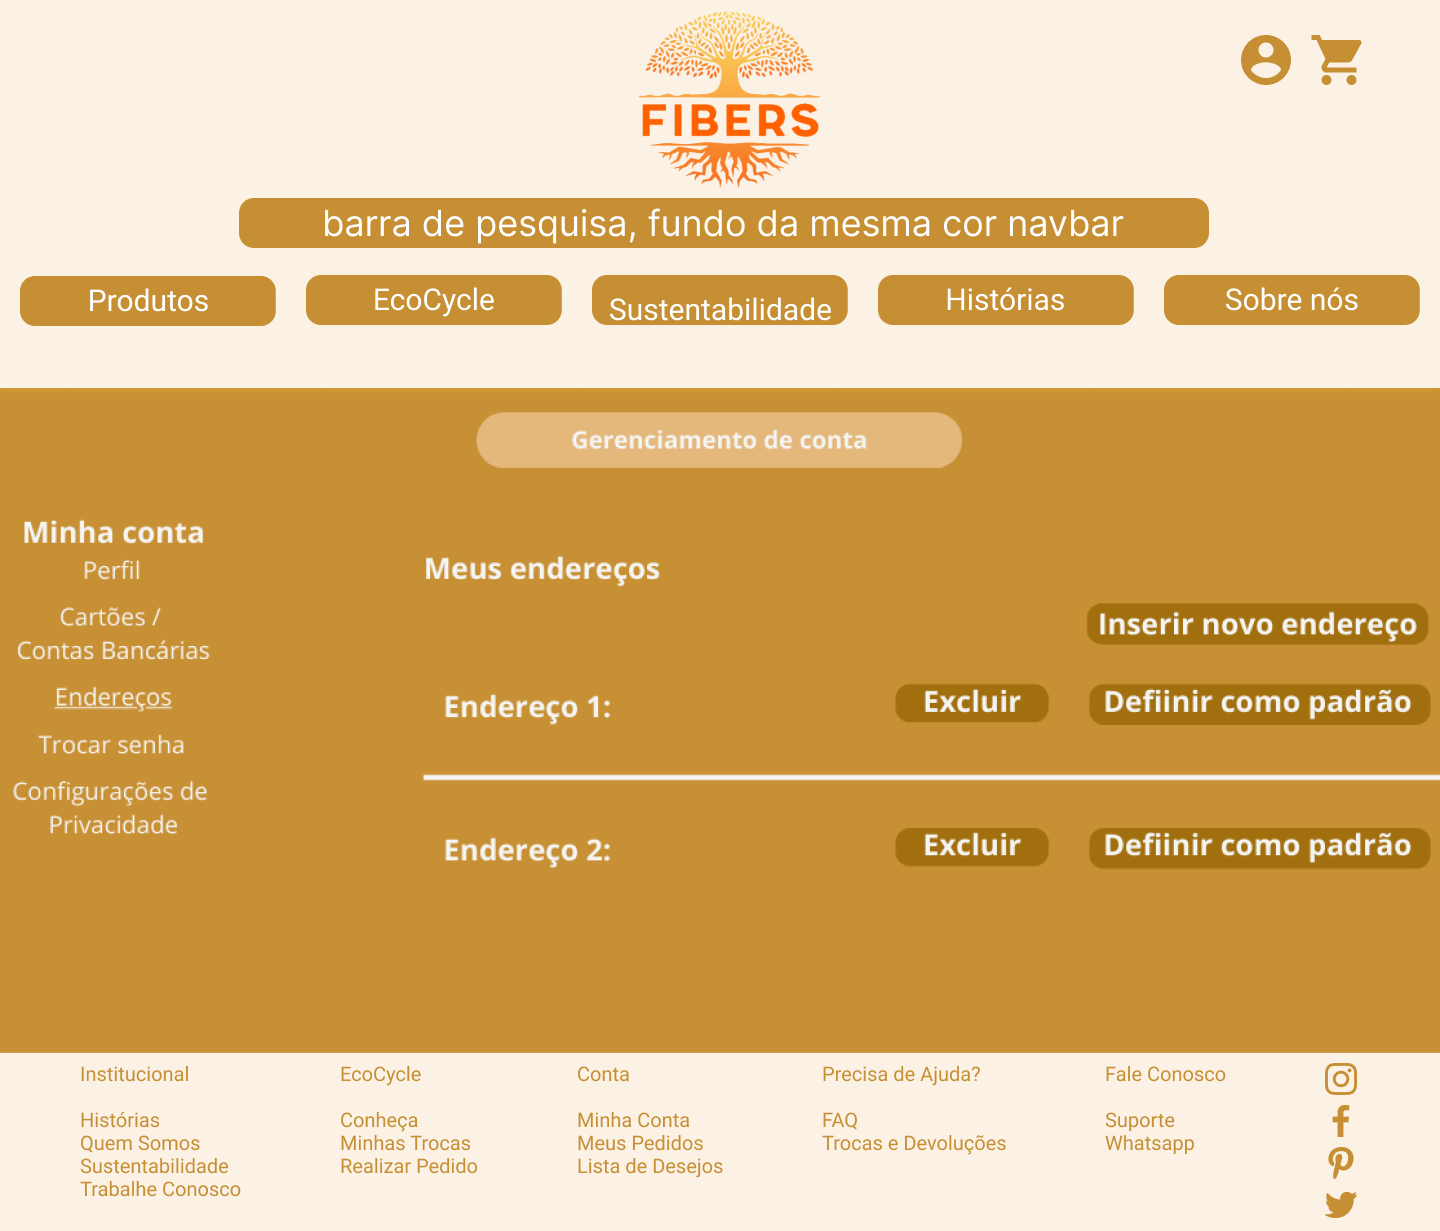 FIBERS
barra de pesquisa, fundo da mesma cor navbar
Produtos
EcoCycle
Sustentabilidade
Histórias
Sobre nós
Gerenciamento de conta
Minha conta
Perfil
Cartões /
Contas Bancárias
Endereços
Trocar senha
Configurações de
Privacidade
Meus endereços
Inserir novo endereço
Endereço 1:
Excluir
Defiinir como padrão
Endereço 2:
Excluir
Defiinir como padrão
Institucional
Histórias
Quem Somos
Sustentabilidade
Trabalhe Conosco
EcoCycle
Conheça
Minhas Trocas
Realizar Pedido
Conta
Minha Conta
Meus Pedidos
Lista de Desejos
Precisa de Ajuda?
FAQ
Trocas e Devoluções
Fale Conosco
Suporte
Whatsapp